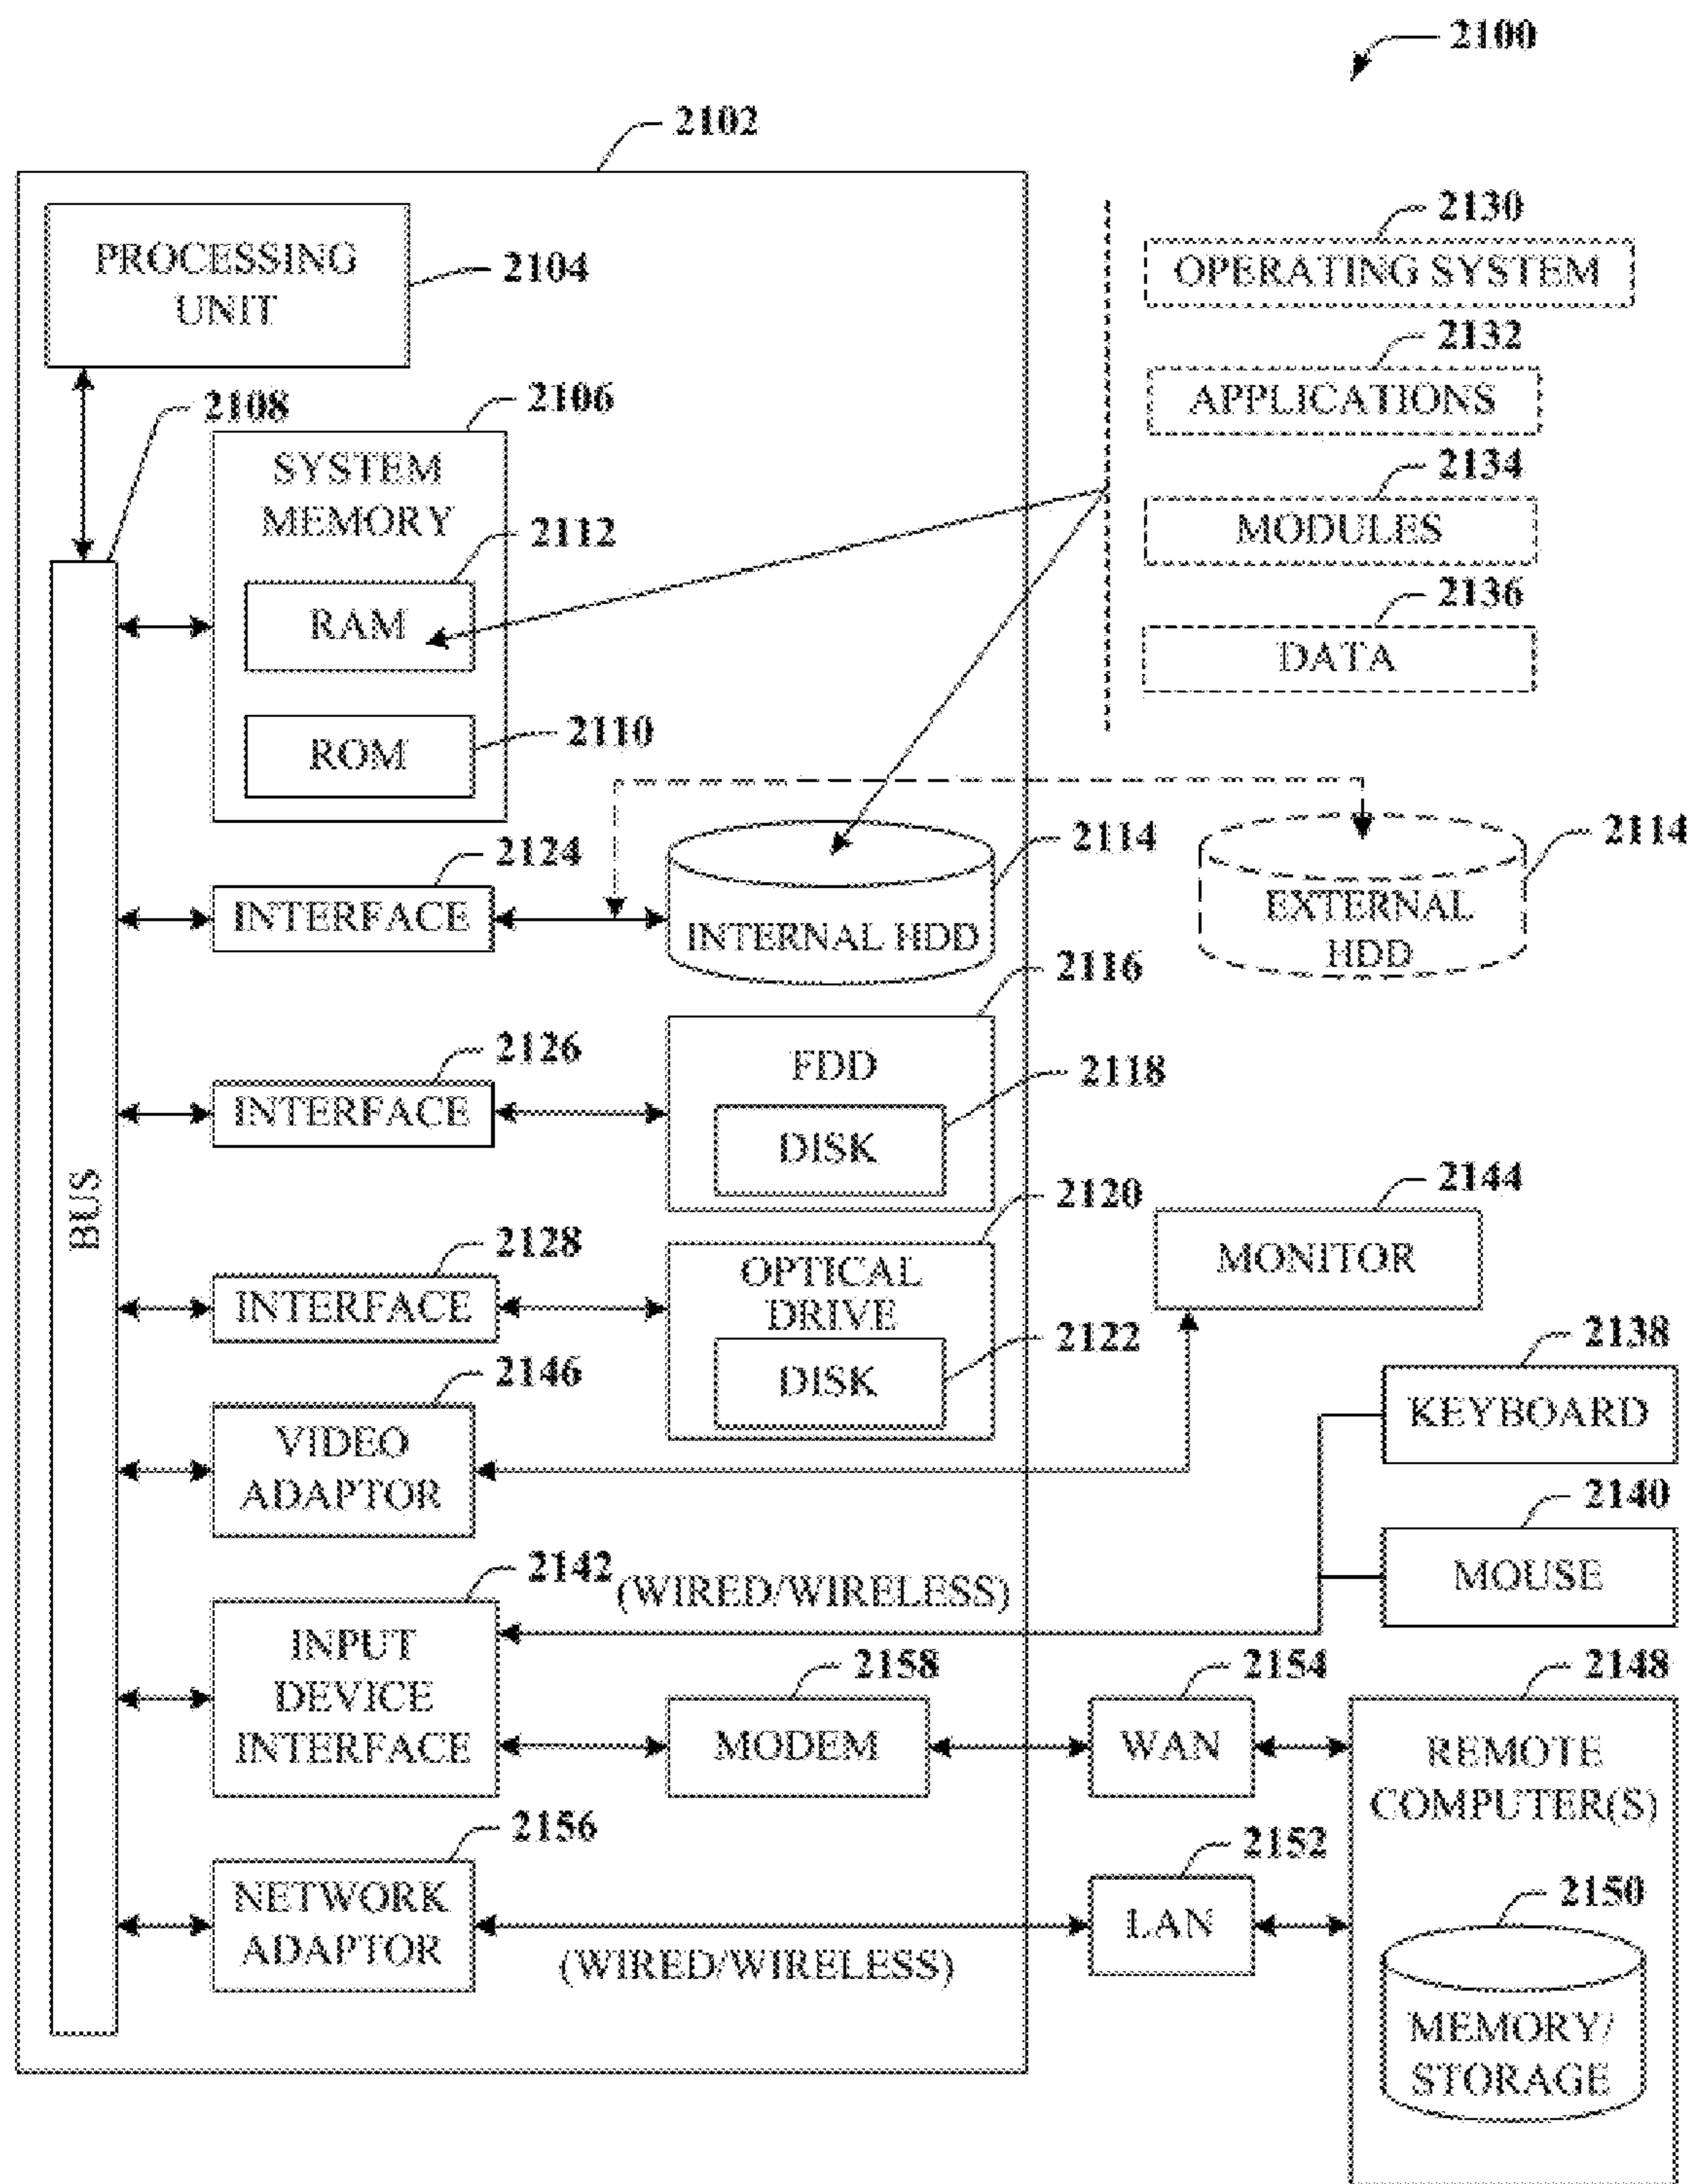 2100
2102
PROCESSING
UNIT
2104
2130
OPERATING SYSTEM
2132
APPLICATIONS
2134
MODULES
2136
DATA
2108
2106
SYSTEM
MEMORY
2112
RAM
2110
ROM
2124
INTERFACE
2114
INTERNAL HDD
2114
EXTERNAL
HDD
2126
INTERFACE
2116
FDD
2118
DISK
BUS
2128
INTERFACE
2120
OPTICAL
DRIVE
2122
DISK
2144
MONITOR
2146
VIDEO
ADAPTOR
2138
KEYBOARD
2140
MOUSE
2142
(WIRED/WIRELESS)
INPUT
DEVICE
INTERFACE
2158
MODEM
2154
WAN
2148
REMOTE
COMPUTER(S)
2156
NETWORK
ADAPTOR
(WIRED/WIRELESS)
2152
LAN
2150
MEMORY/
STORAGE